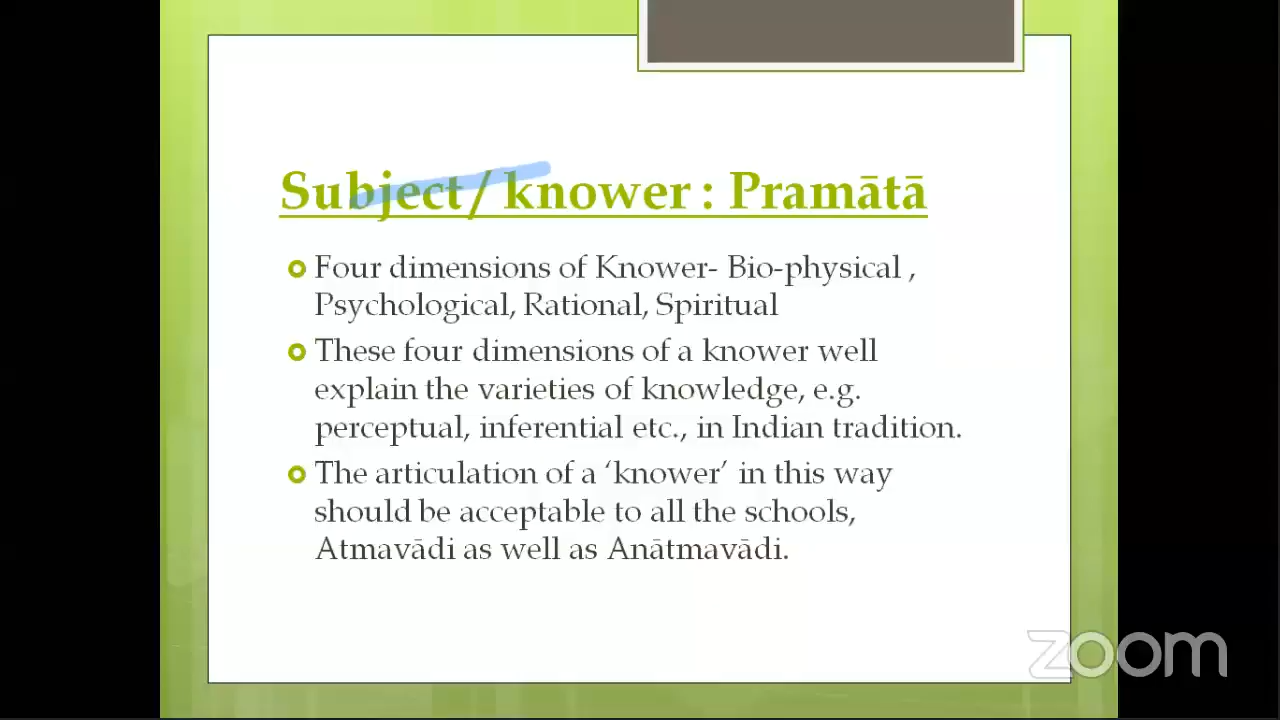 Subject/ knower : Pramātā
Four dimensions of Knower- Bio-physical ,
Psychological, Rational, Spiritual
These four dimensions of a knower well
explain the varieties of knowledge, e.g.
perceptual, inferential etc., in Indian tradition.
The articulation of a ‘knower’ in this way
should be acceptable to all the schools,
Atmavādi as well as Anātmavādi.
zoom